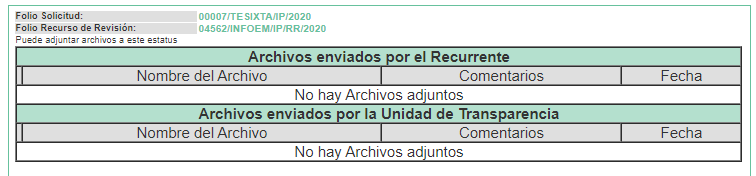 Folio Solicitud: 00007/TESIXTA/IP/2020
Folio Recurso de Revisión: 04562/INFOEM/IP/RR/2020
Puede adjuntar archivos a este estatus
Archivos enviados por el Recurrente
Nombre del Archivo Comentarios Fecha
No hay Archivos adjuntos
Archivos enviados por la Unidad de Transparencia
Nombre del Archivo Comentarios Fecha
No hay Archivos adjuntos